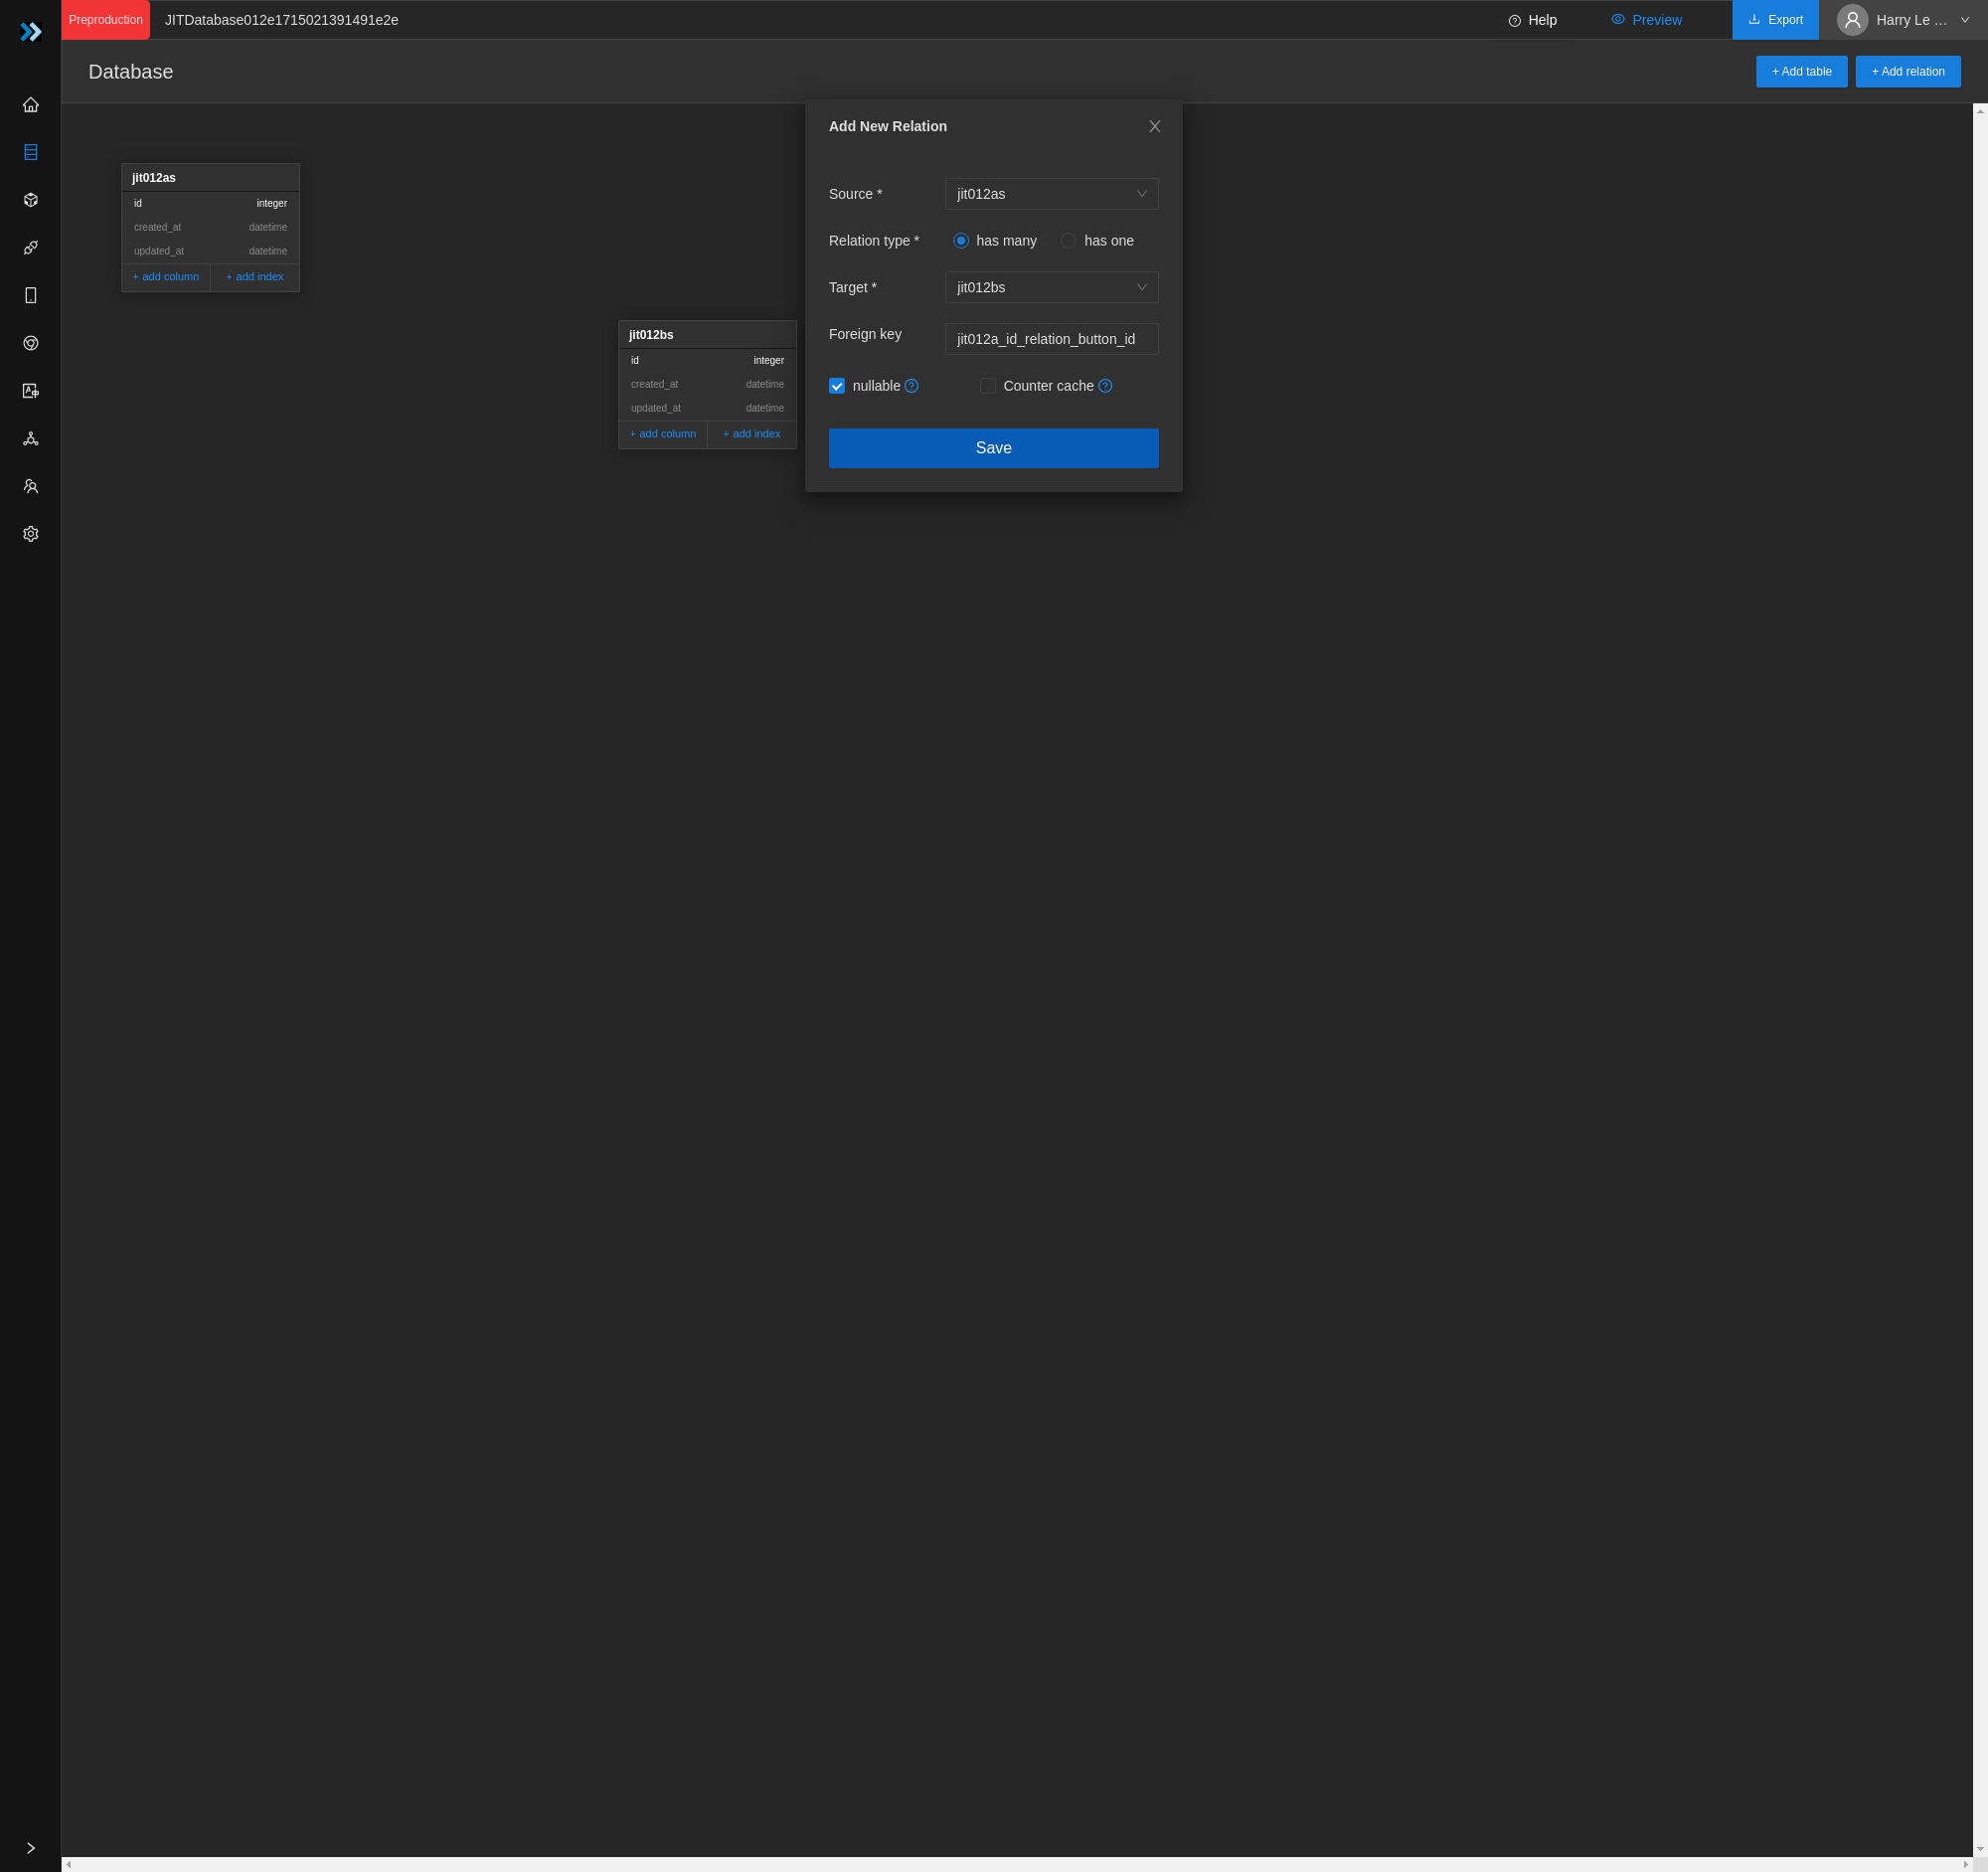 Preproduction JITDatabase012e1715021391491e2e Help Preview Export Harry Le ...
Database + Add table + Add relation
jit012as
id integer
created_at datetime
updated_at datetime
+ add column + add index
jit012bs
id integer
created_at datetime
updated_at datetime
+ add column + add index
Add New Relation
Source * jit012as
Relation type * has many has one
Target * jit012bs
Foreign key jit012a_id_relation_button_id
nullable Counter cache
Save